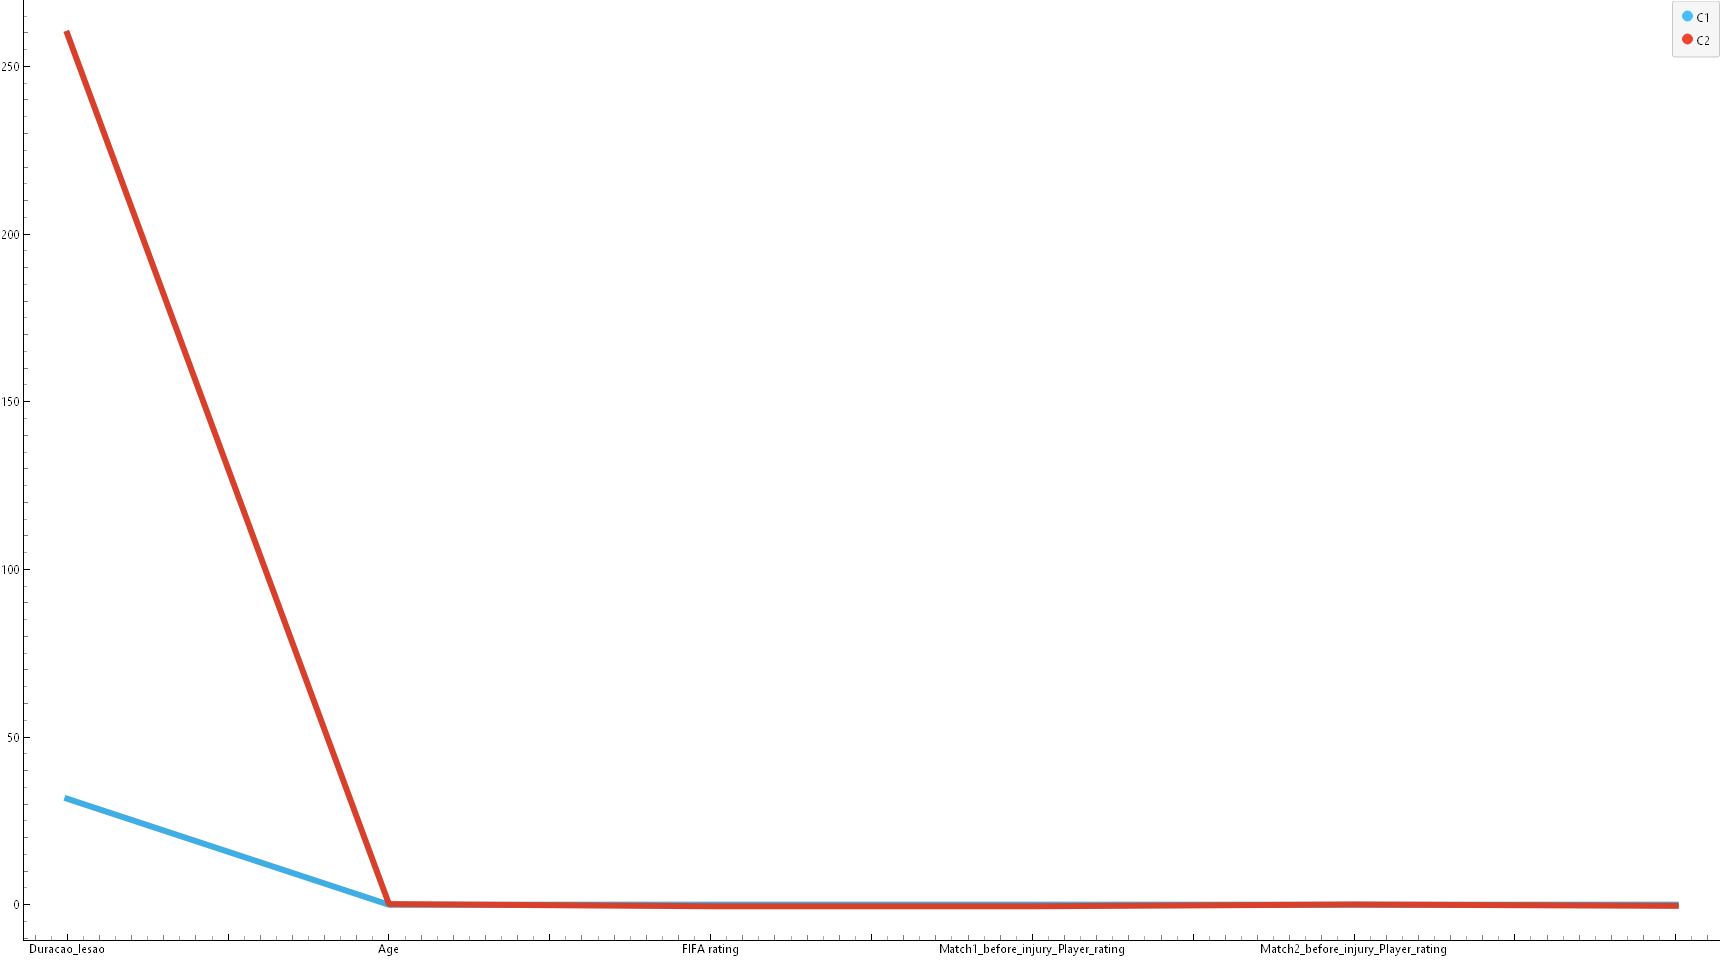 C1
C2
250
200
150
100
50
0
Duracao_lesao
Age
FIFA rating
Match1_before_injury_Player_rating
Match2_before_injury_Player_rating